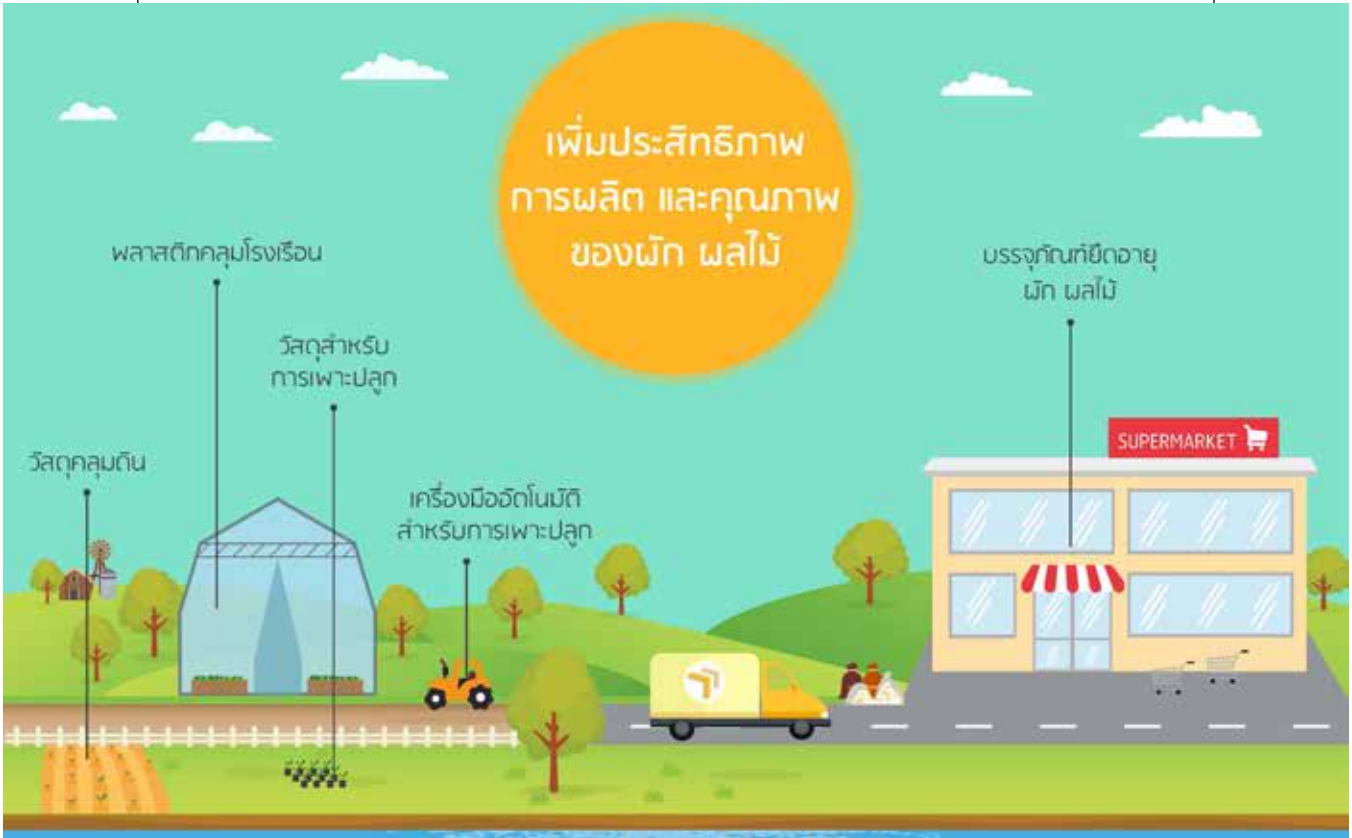 เพิ่มประสิทธิภาพ
การผลิต และคุณภาพ
ของผัก ผลไม้
พลาสติกคลุมโรงเรือน
วัสดุสำหรับ
การเพาะปลูก
วัสดุคลุมดิน
เครื่องมืออัตโนมัติ
สำหรับการเพาะปลูก
บรรจุภัณฑ์ยืดอายุ
ผัก ผลไม้
SUPERMARKET